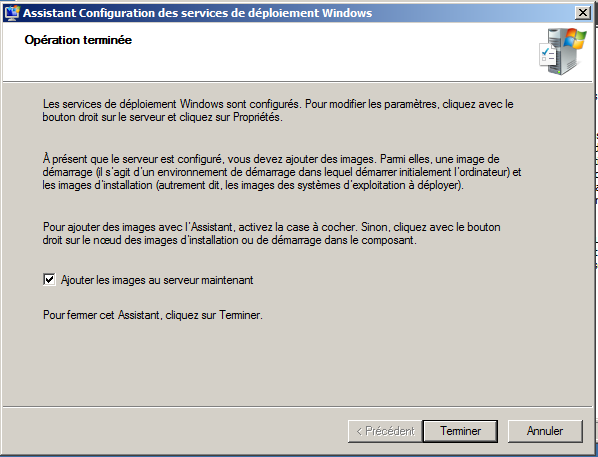 Assistant Configuration des services de déploiement Windows
Opération terminée
Les services de déploiement Windows sont configurés. Pour modifier les paramètres, cliquez avec le
bouton droit sur le serveur et cliquez sur Propriétés.
À présent que le serveur est configuré, vous devez ajouter des images. Parmi elles, une image de
démarrage (il s'agit d'un environnement de démarrage dans lequel démarrer initialement l'ordinateur) et
les images d'installation (autrement dit, les images des systèmes d'exploitation à déployer).
Pour ajouter des images avec l'Assistant, activez la case à cocher. Sinon, cliquez avec le bouton
droit sur le nœud des images d'installation ou de démarrage dans le composant.
Ajouter les images au serveur maintenant
Pour fermer cet Assistant, cliquez sur Terminer.
< Précédent Terminer Annuler